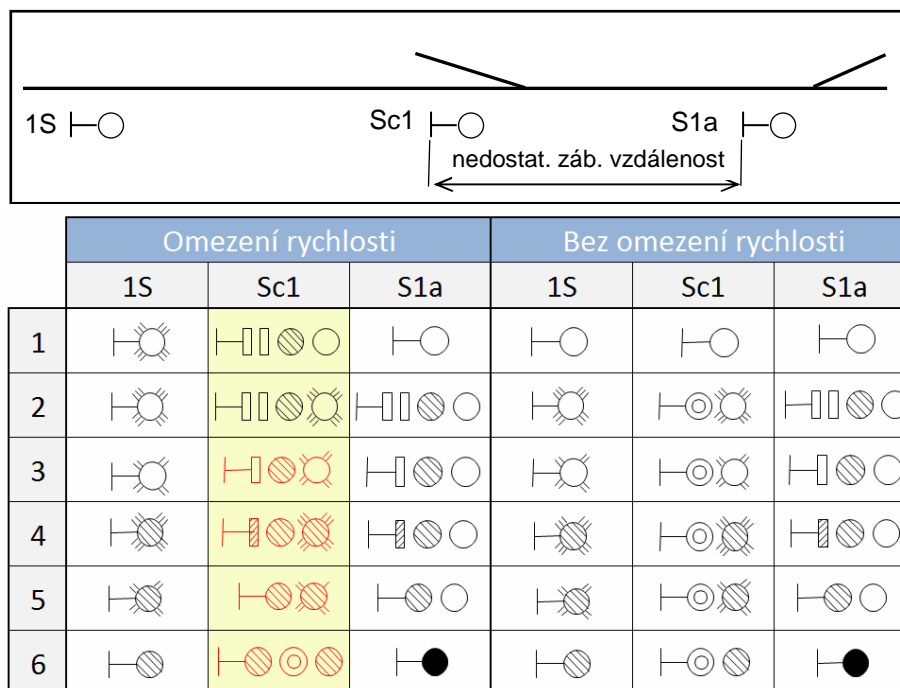 1S Sc1 S1a
nedostat. záb. vzdálenost
Omezení rychlosti Bez omezení rychlosti
1S Sc1 S1a 1S Sc1 S1a
1
2
3
4
5
6